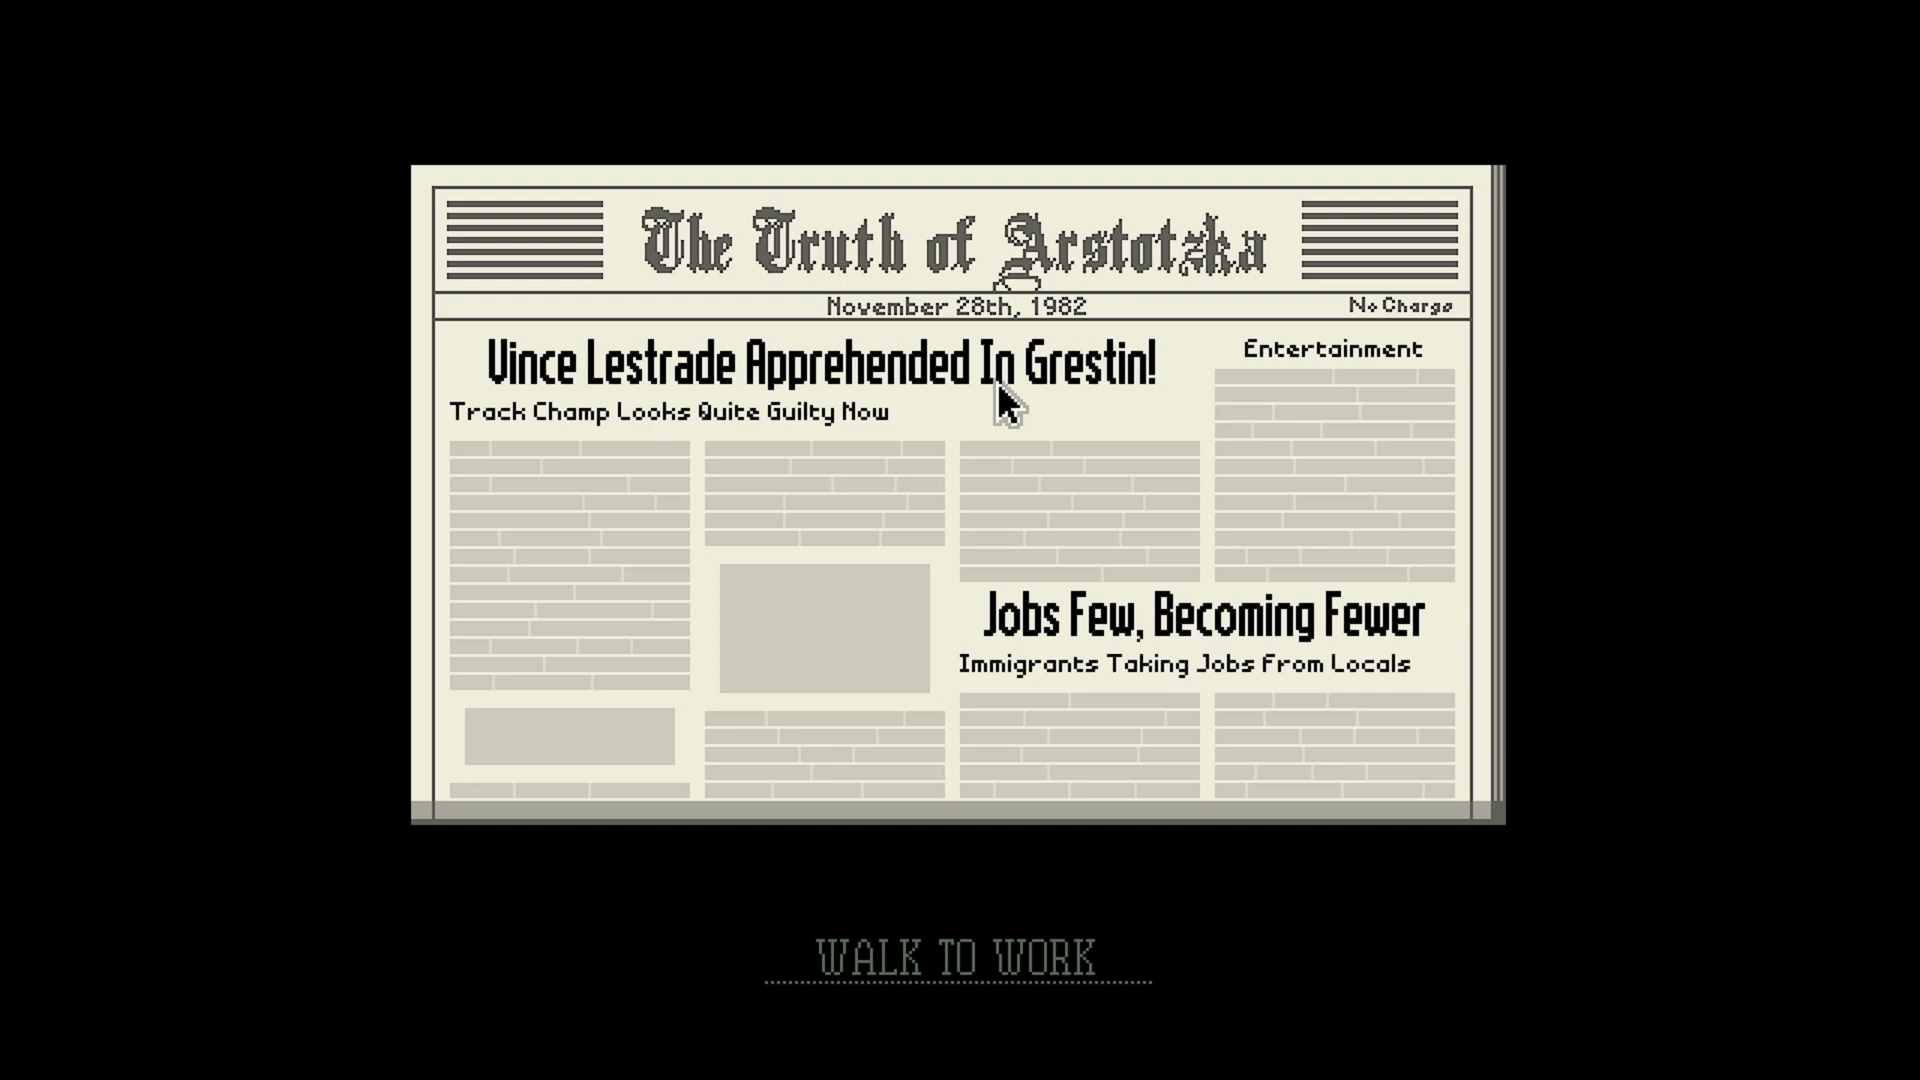 The Truth of Arstotzka
November 28th, 1982
No Charge
Vince Lestrade Apprehended In Grestin!
Track Champ Looks Quite Guilty Now
Entertainment
Jobs Few, Becoming Fewer
Immigrants Taking Jobs From Locals
WALK TO WORK